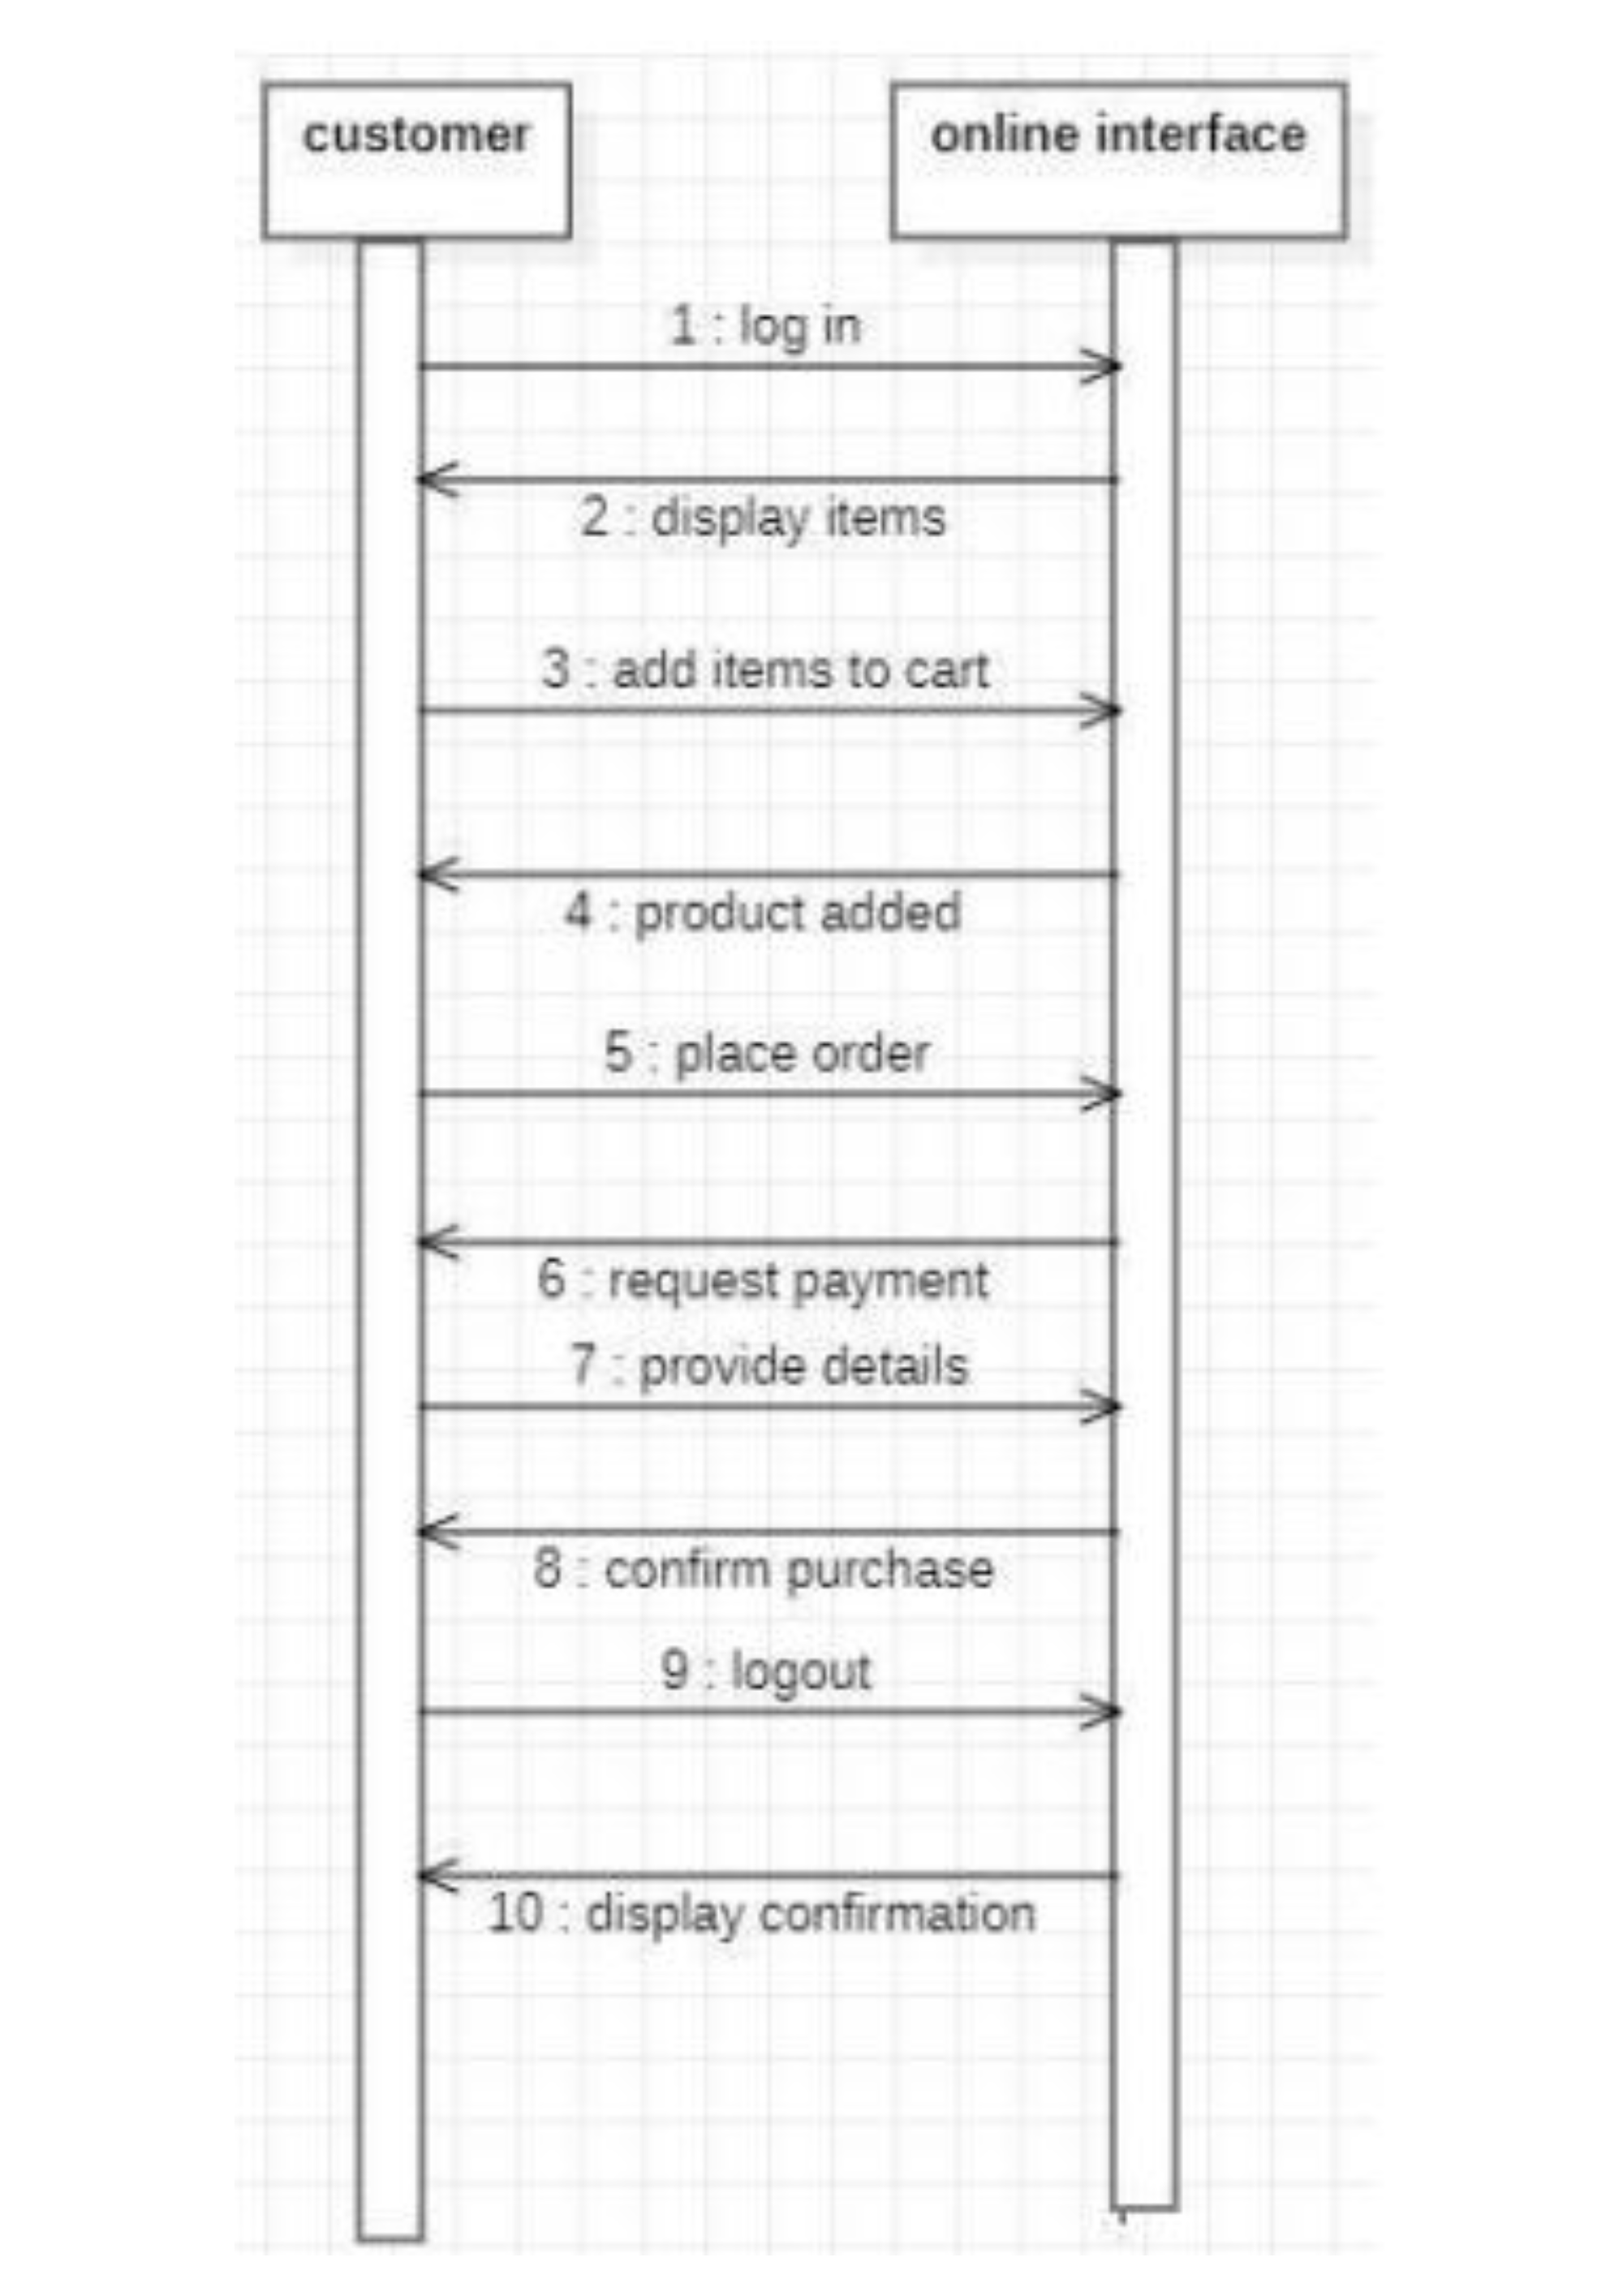 customer
online interface
1 : log in
2 : display items
3 : add items to cart
4 : product added
5 : place order
6 : request payment
7 : provide details
8 : confirm purchase
9 : logout
10 : display confirmation